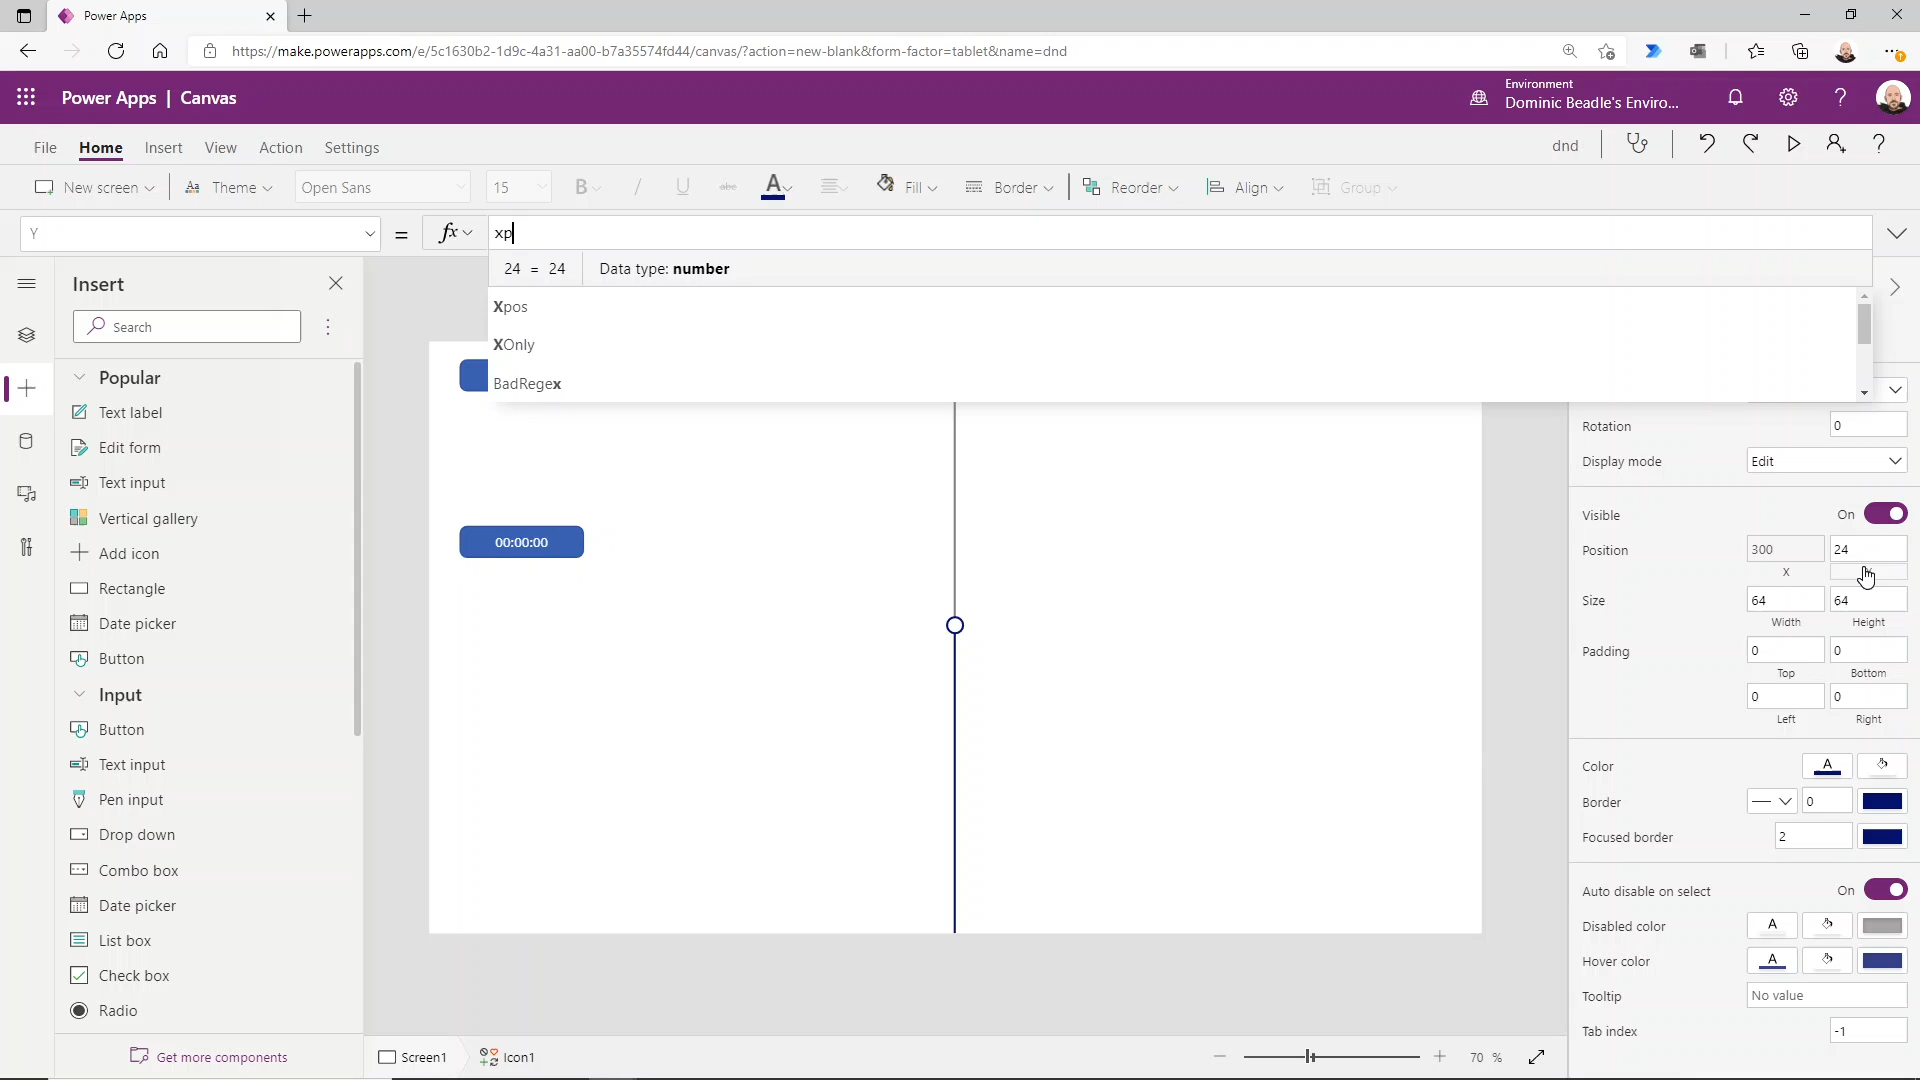 Power Apps
https://make.powerapps.com/e/5c1630b2-1d9c-4a31-aa00-b7a35574fd44/canvas/?action=new-blank&form-factor=tablet&name=dnd
Power Apps | Canvas
Environment
Dominic Beadle's Enviro...
File Home Insert View Action Settings
dnd
New screen Theme Open Sans 15 B / U abc A Fill Border Reorder Align Group
Y = fx xp
24 = 24 Data type: number
Xpos
XOnly
BadRegex
Insert
Search
Popular
Text label
Edit form
Text input
Vertical gallery
Add icon
Rectangle
Date picker
Button
Input
Button
Text input
Pen input
Drop down
Combo box
Date picker
List box
Check box
Radio
Get more components
00:00:00
Rotation 0
Display mode Edit
Visible On
Position 300 24
X
Size 64 64
Width Height
Padding 0 0
Top Bottom
0 0
Left Right
Color A
Border 0
Focused border 2
Auto disable on select On
Disabled color A
Hover color A
Tooltip No value
Tab index -1
Screen1 Icon1
70 %